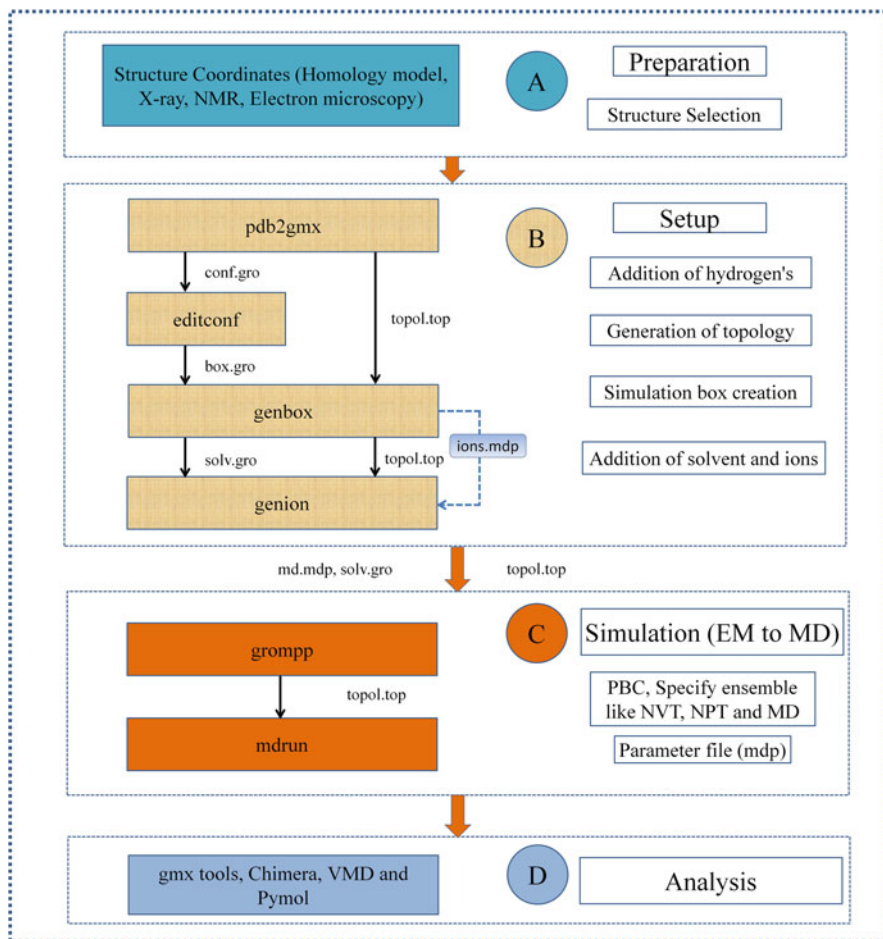 Structure Coordinates (Homology model,
X-ray, NMR, Electron microscopy)
A
Preparation
Structure Selection
pdb2gmx
conf.gro
editconf
topol.top
box.gro
genbox
ions.mdp
solv.gro
topol.top
genion
B
Setup
Addition of hydrogen's
Generation of topology
Simulation box creation
Addition of solvent and ions
md.mdp, solv.gro
topol.top
grompp
topol.top
mdrun
C
Simulation (EM to MD)
PBC, Specify ensemble
like NVT, NPT and MD
Parameter file (mdp)
gmx tools, Chimera, VMD and
Pymol
D
Analysis